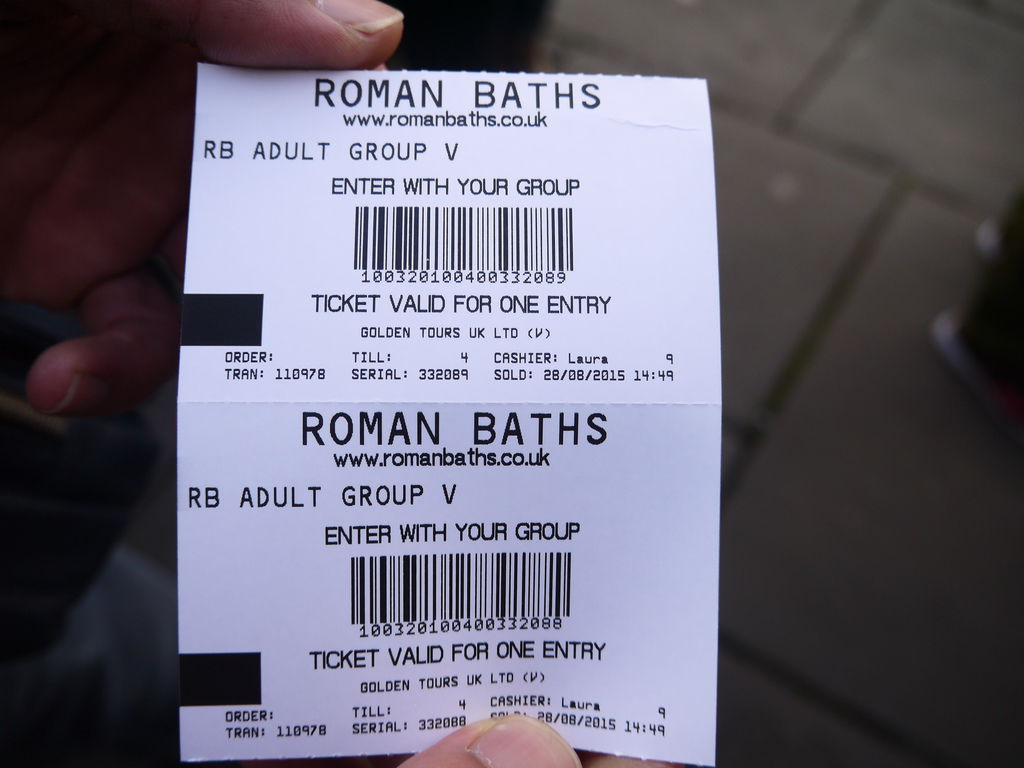 ROMAN BATHS
www.romanbaths.co.uk
RB ADULT GROUP V
ENTER WITH YOUR GROUP
100320100400332089
TICKET VALID FOR ONE ENTRY
GOLDEN TOURS UK LTD (V)
ORDER: TILL: 4 CASHIER: Laura 9
TRAN: 110978 SERIAL: 332089 SOLD: 28/08/2015 14:49
ROMAN BATHS
www.romanbaths.co.uk
RB ADULT GROUP V
ENTER WITH YOUR GROUP
100320100400332088
TICKET VALID FOR ONE ENTRY
GOLDEN TOURS UK LTD (V)
ORDER: TILL: 4 CASHIER: Laura 9
TRAN: 110978 SERIAL: 332088 SOLD: 28/08/2015 14:49